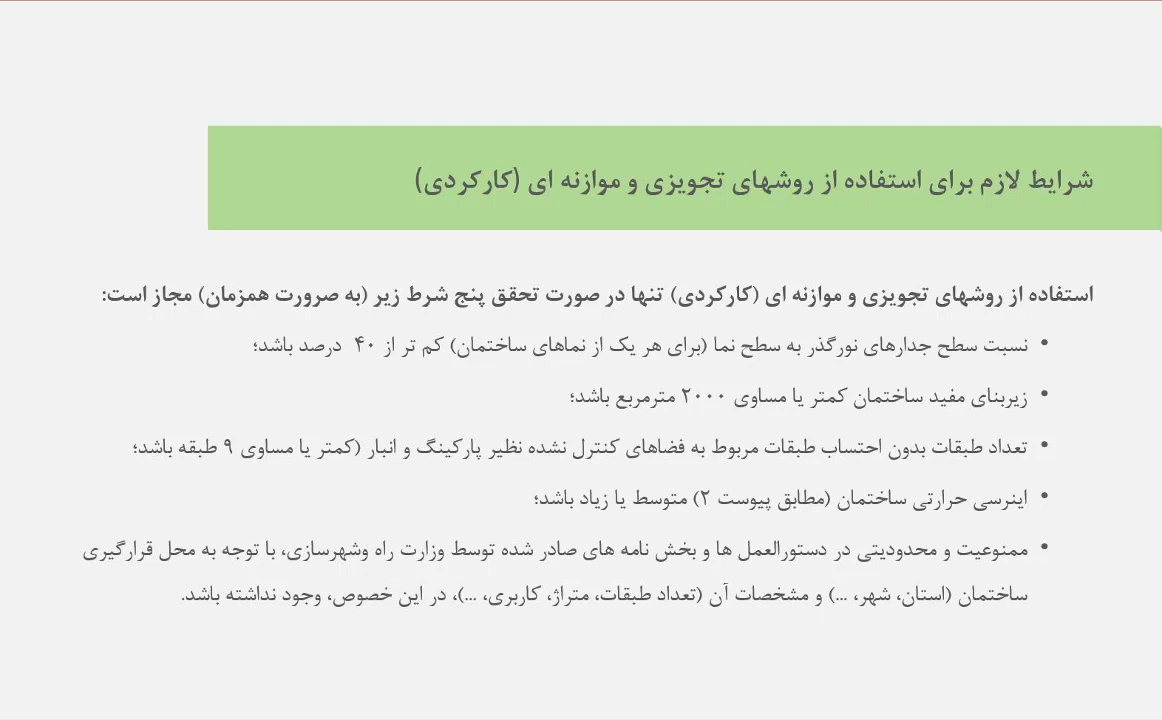 شرایط لازم برای استفاده از روشهای تجویزی و موازنه ای (کارکردی)
استفاده از روشهای تجویزی و موازنه ای (کارکردی) تنها در صورت تحقق پنج شرط زیر (به صرورت همزمان) مجاز است:
• نسبت سطح جدارهای نورگذر به سطح نما (برای هر یک از نماهای ساختمان) کم تر از ۴۰ درصد باشد؛
• زیربنای مفید ساختمان کمتر یا مساوی ۲۰۰۰ مترمربع باشد؛
• تعداد طبقات بدون احتساب طبقات مربوط به فضاهای کنترل نشده نظیر پارکینگ و انبار (کمتر یا مساوی ۹ طبقه باشد؛
• اینرسی حرارتی ساختمان (مطابق پیوست ۲) متوسط یا زیاد باشد؛
• ممنوعیت و محدودیتی در دستورالعمل ها و بخش نامه های صادر شده توسط وزارت راه وشهرسازی، با توجه به محل قرارگیری
ساختمان (استان، شهر، ...) و مشخصات آن (تعداد طبقات، متراژ، کاربری، ...)، در این خصوص، وجود نداشته باشد.